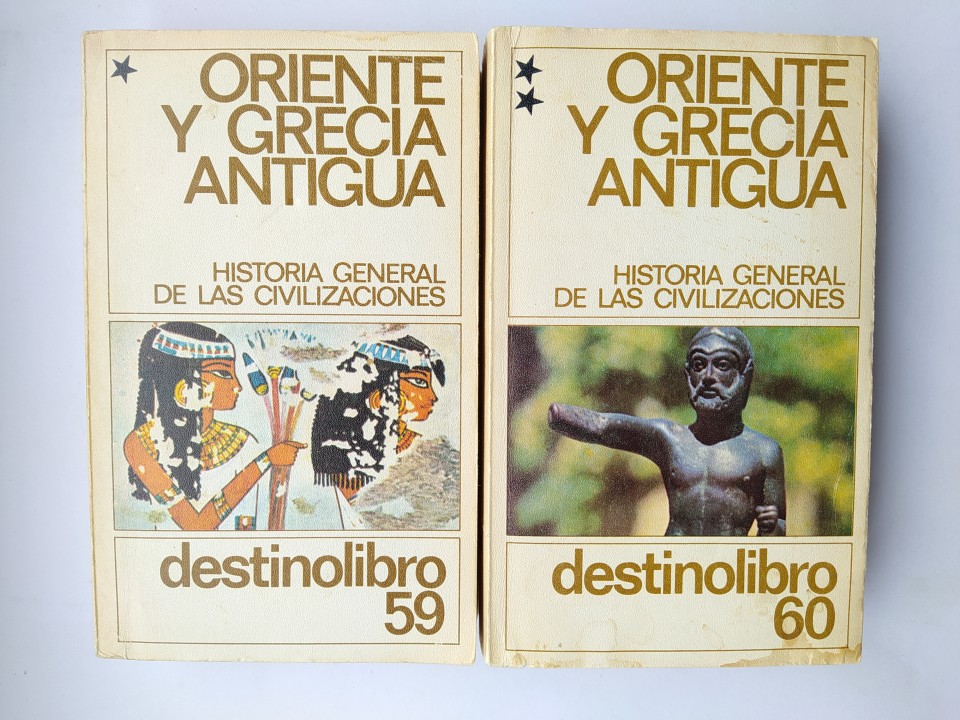 ORIENTE
Y GRECIA
ANTIGUA
HISTORIA GENERAL
DE LAS CIVILIZACIONES
destinolibro
59
ORIENTE
Y GRECIA
ANTIGUA
HISTORIA GENERAL
DE LAS CIVILIZACIONES
destinolibro
60